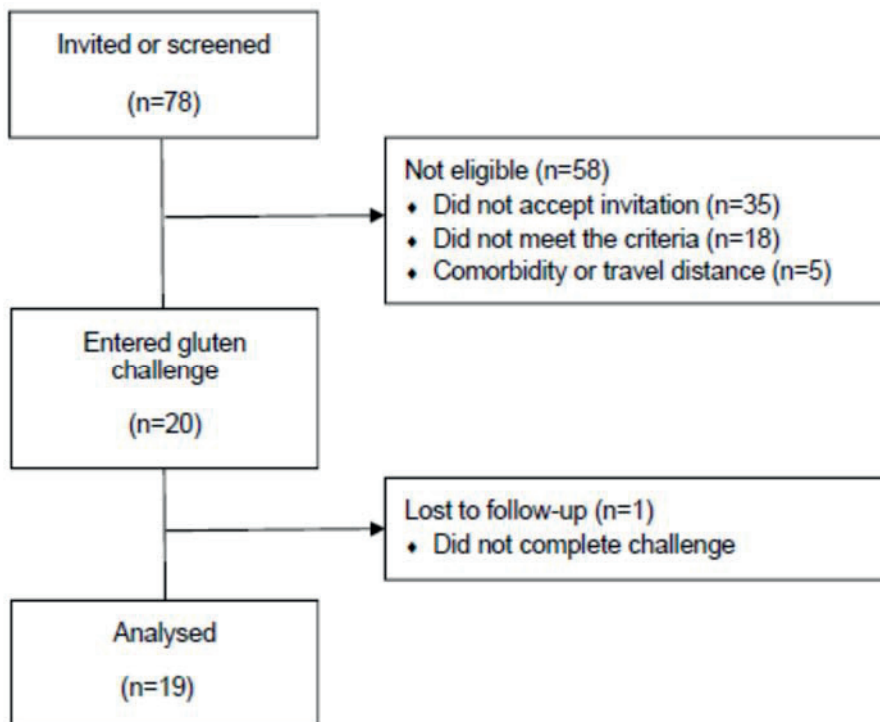 Invited or screened
(n=78)
Not eligible (n=58)
♦ Did not accept invitation (n=35)
♦ Did not meet the criteria (n=18)
♦ Comorbidity or travel distance (n=5)
Entered gluten
challenge
(n=20)
Lost to follow-up (n=1)
♦ Did not complete challenge
Analysed
(n=19)